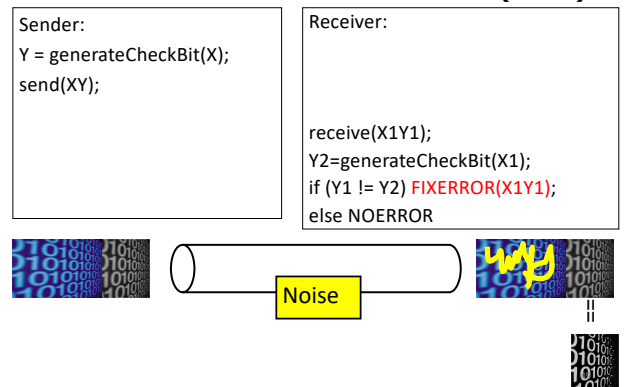 Sender:
Y = generateCheckBit(X);
send(XY);
Receiver:
receive(X1Y1);
Y2=generateCheckBit(X1);
if (Y1 != Y2) FIXERROR(X1Y1);
else NOERROR
Noise
==